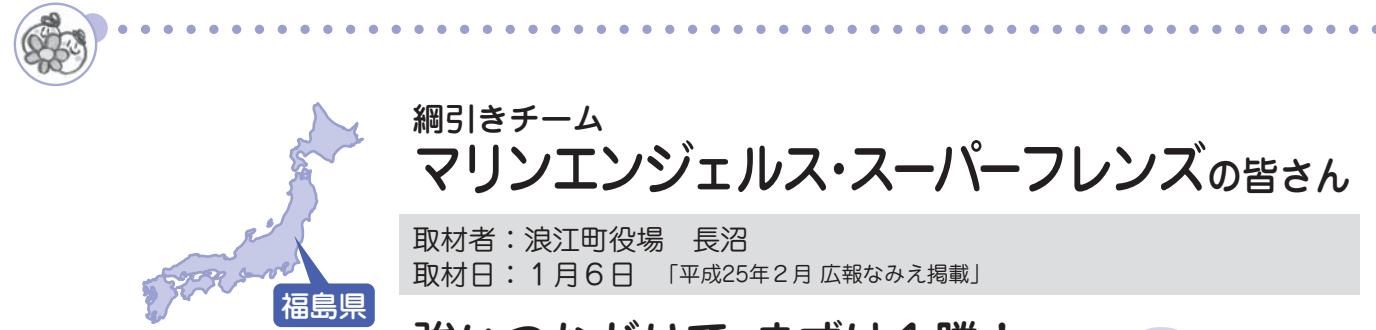 綱引きチーム
マリンエンジェルス・スーパーフレンズの皆さん
取材者：浪江町役場　長沼
取材日：１月６日　「平成25年２月 広報なみえ掲載」
福島県